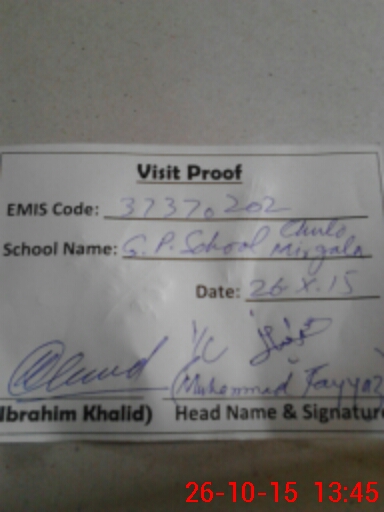 Visit Proof
EMIS Code: 37370202
School Name: G. P. School Chulo Mirgala
Date: 26.X.15
I/C
(Muhammad Fayyaz)
Ibrahim Khalid) Head Name & Signature
26-10-15 13:45